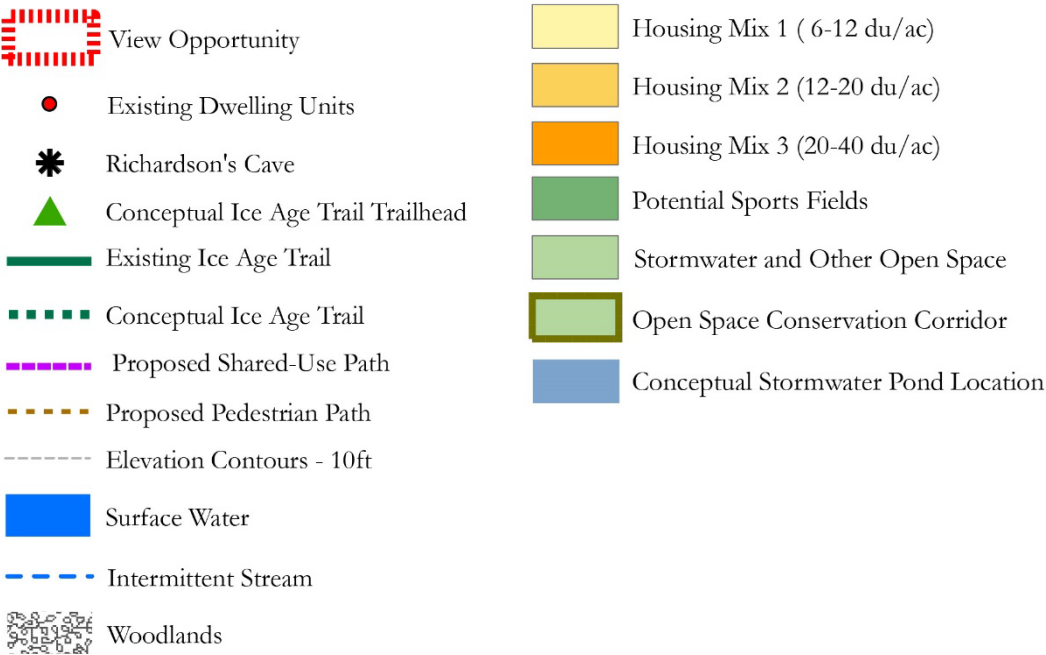 View Opportunity
Existing Dwelling Units
Richardson's Cave
Conceptual Ice Age Trail Trailhead
Existing Ice Age Trail
Conceptual Ice Age Trail
Proposed Shared-Use Path
Proposed Pedestrian Path
Elevation Contours - 10ft
Surface Water
Intermittent Stream
Woodlands
Housing Mix 1 ( 6-12 du/ac)
Housing Mix 2 (12-20 du/ac)
Housing Mix 3 (20-40 du/ac)
Potential Sports Fields
Stormwater and Other Open Space
Open Space Conservation Corridor
Conceptual Stormwater Pond Location